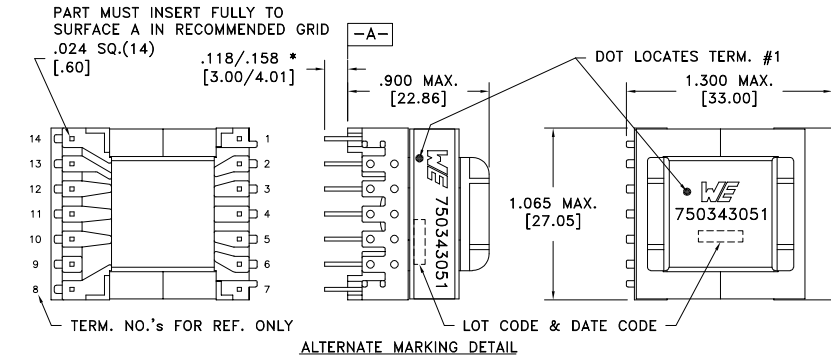 PART MUST INSERT FULLY TO
SURFACE A IN RECOMMENDED GRID
.024 SQ.(14)
[.60]
.118/.158 *
[3.00/4.01]
-A-
.900 MAX.
[22.86]
DOT LOCATES TERM. #1
1.300 MAX.
[33.00]
14
13
12
11
10
9
8
1
2
3
4
5
6
7
WE
750343051
1.065 MAX.
[27.05]
WE
750343051
TERM. NO.'s FOR REF. ONLY
LOT CODE & DATE CODE
ALTERNATE MARKING DETAIL